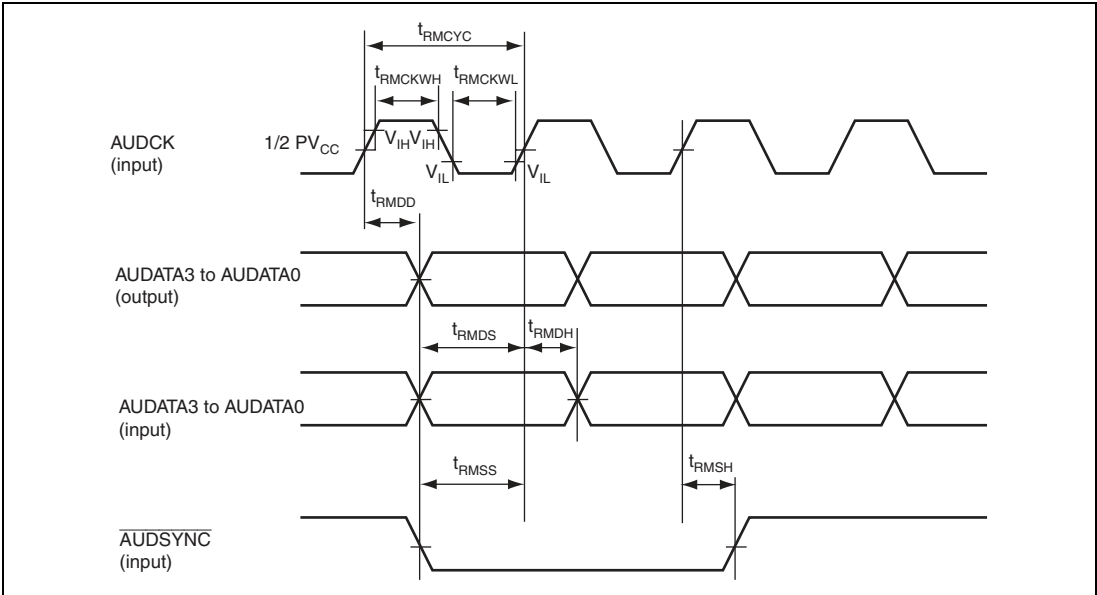 tRMCYC
tRMCKWH tRMCKWL
AUDCK
(input)
1/2 PVCC
VIH VIH
VIL VIL
tRMDD
AUDATA3 to AUDATA0
(output)
tRMDS tRMDH
AUDATA3 to AUDATA0
(input)
tRMSS
tRMSH
AUDSYNC
(input)